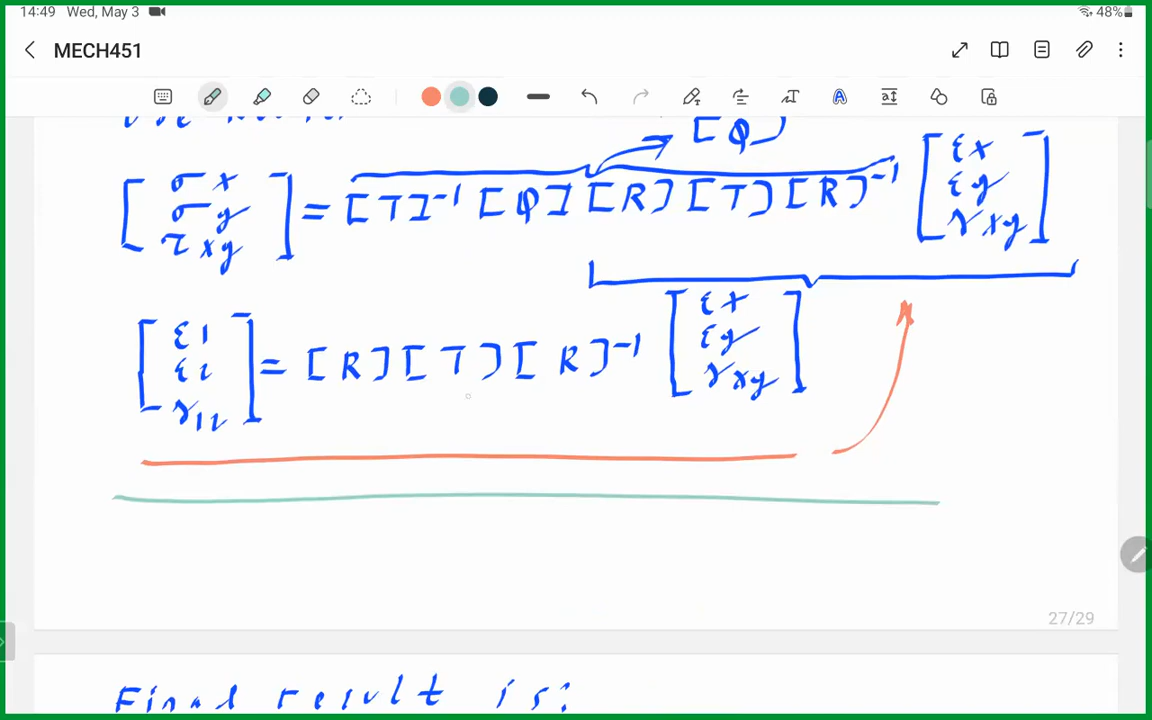 14:49 Wed, May 3 48%
MECH451
[Q]
[σx σy τxy] = [T]⁻¹ [Q] [R] [T] [R]⁻¹ [εx εy γxy]
[ε1 ε2 γ12] = [R] [T] [R]⁻¹ [εx εy γxy]
27/29
Final result is: